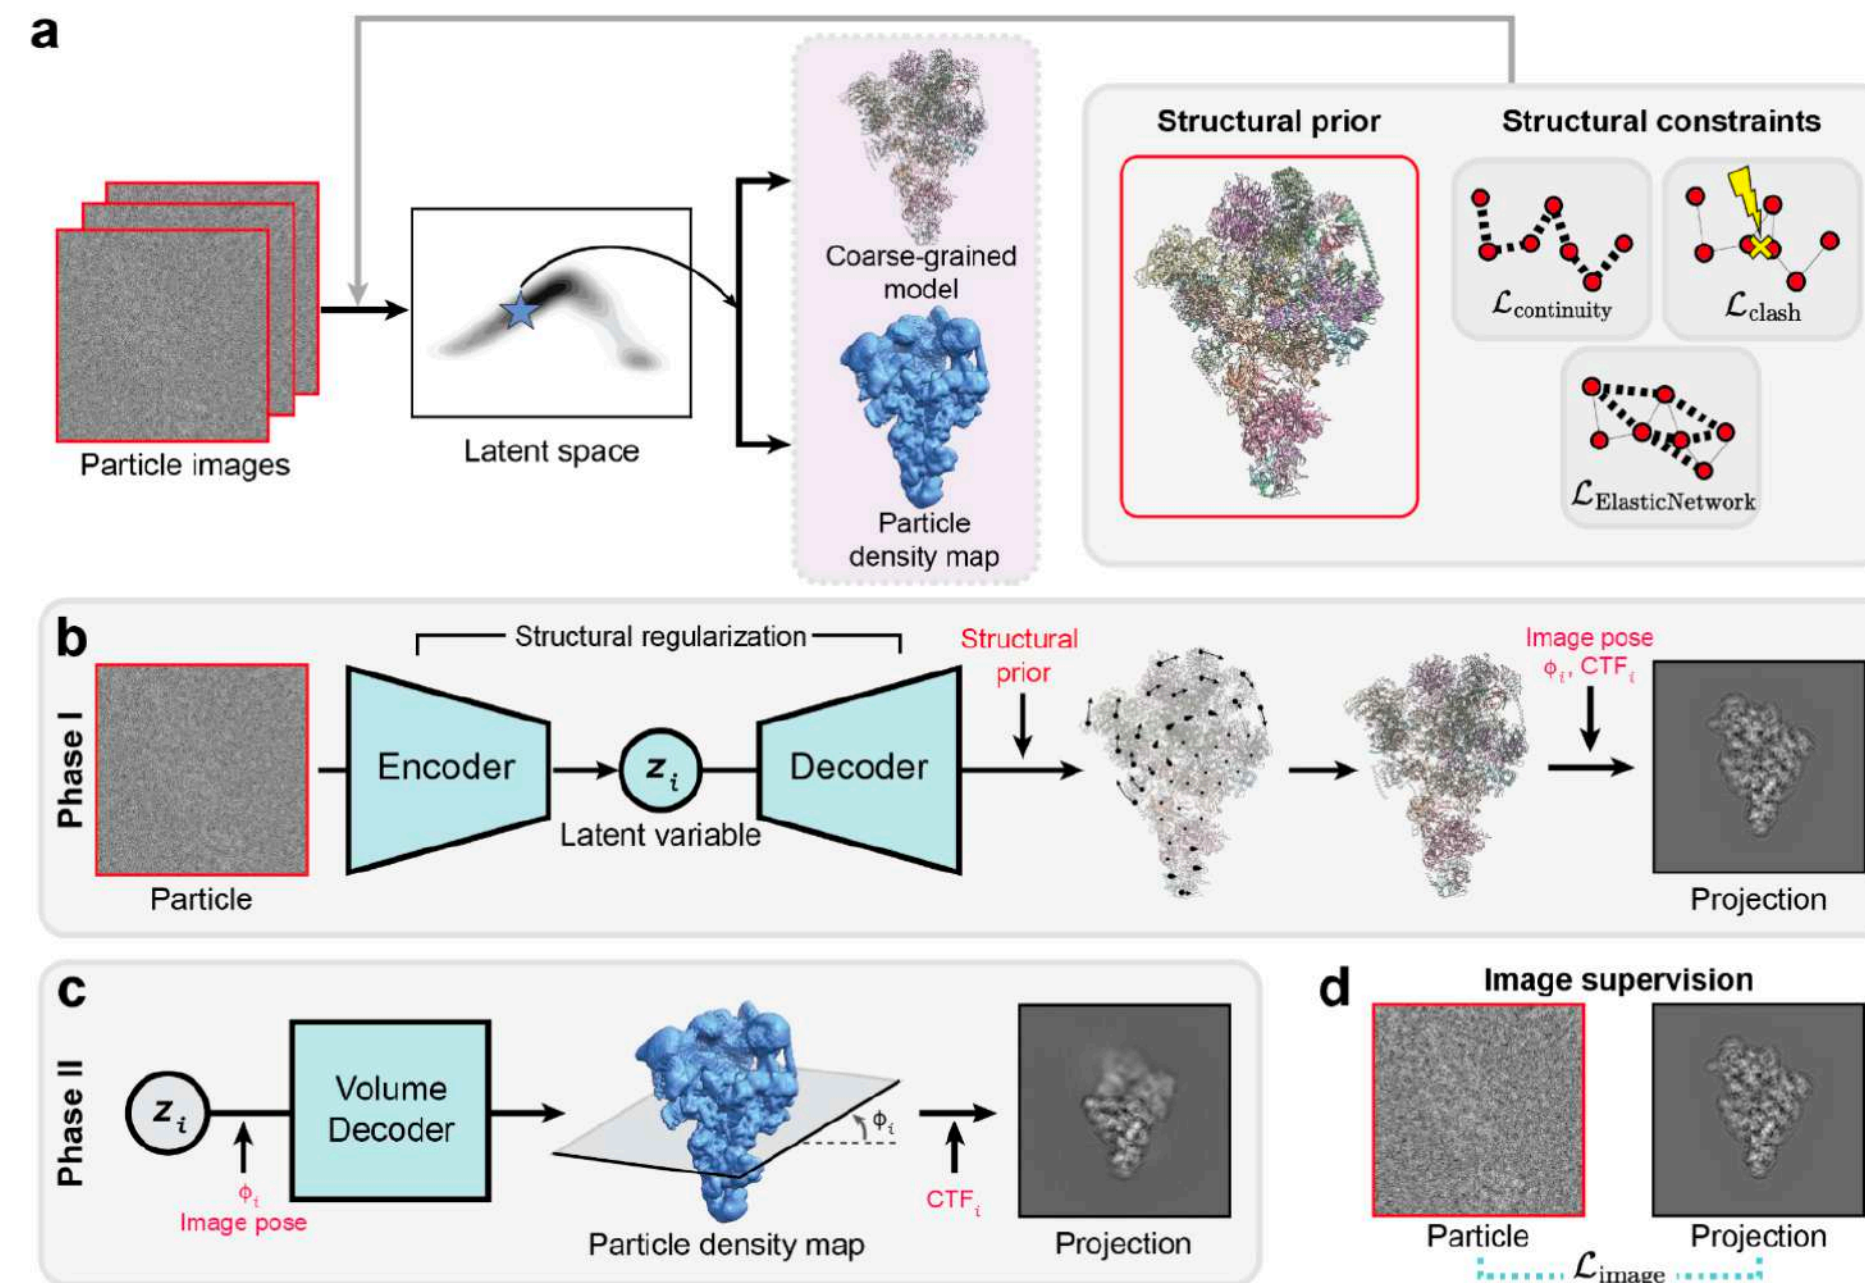 a
Structural prior
Structural constraints
Coarse-grained
model
ℒcontinuity
ℒclash
Particle images
Latent space
ℒElasticNetwork
Particle
density map
b
Phase I
Structural regularization
Structural
prior
Image pose
ϕi, CTFi
Encoder
zi
Decoder
Latent variable
Particle
Projection
c
Phase II
zi
Volume
Decoder
ϕi
Image pose
ϕi
CTFi
Particle density map
Projection
d
Image supervision
Particle
Projection
ℒimage